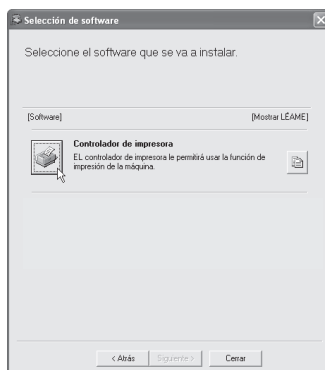 Selección de software
Seleccione el software que se va a instalar.
[Software] [Mostrar LÉAME]
Controlador de impresora
EL controlador de impresora le permitirá usar la función de
impresión de la máquina.
< Atrás Siguiente > Cerrar